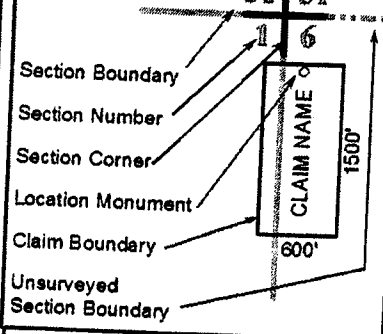 1 6
Section Boundary
Section Number
Section Corner
Location Monument
Claim Boundary
Unsurveyed
Section Boundary
CLAIM NAME
1500'
600'